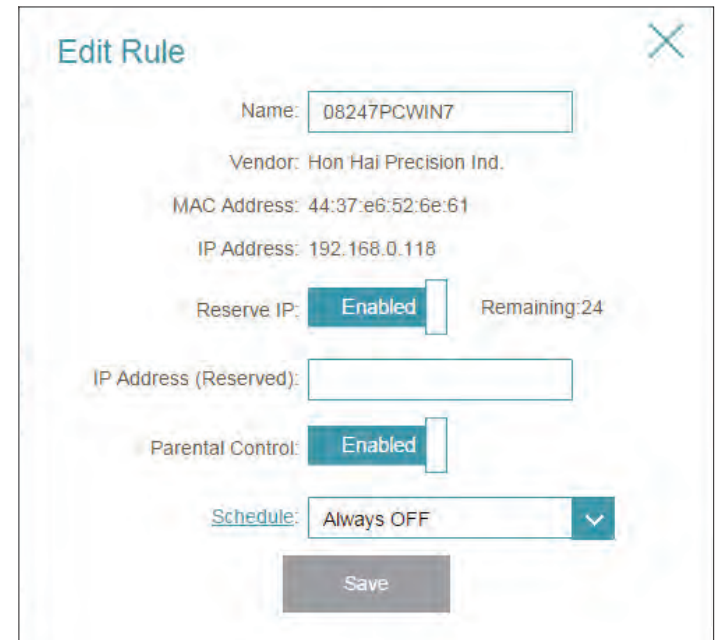 Edit Rule
Name: 08247PCWIN7
Vendor: Hon Hai Precision Ind.
MAC Address: 44:37:e6:52:6e:61
IP Address: 192.168.0.118
Reserve IP: Enabled Remaining:24
IP Address (Reserved):
Parental Control: Enabled
Schedule: Always OFF
Save